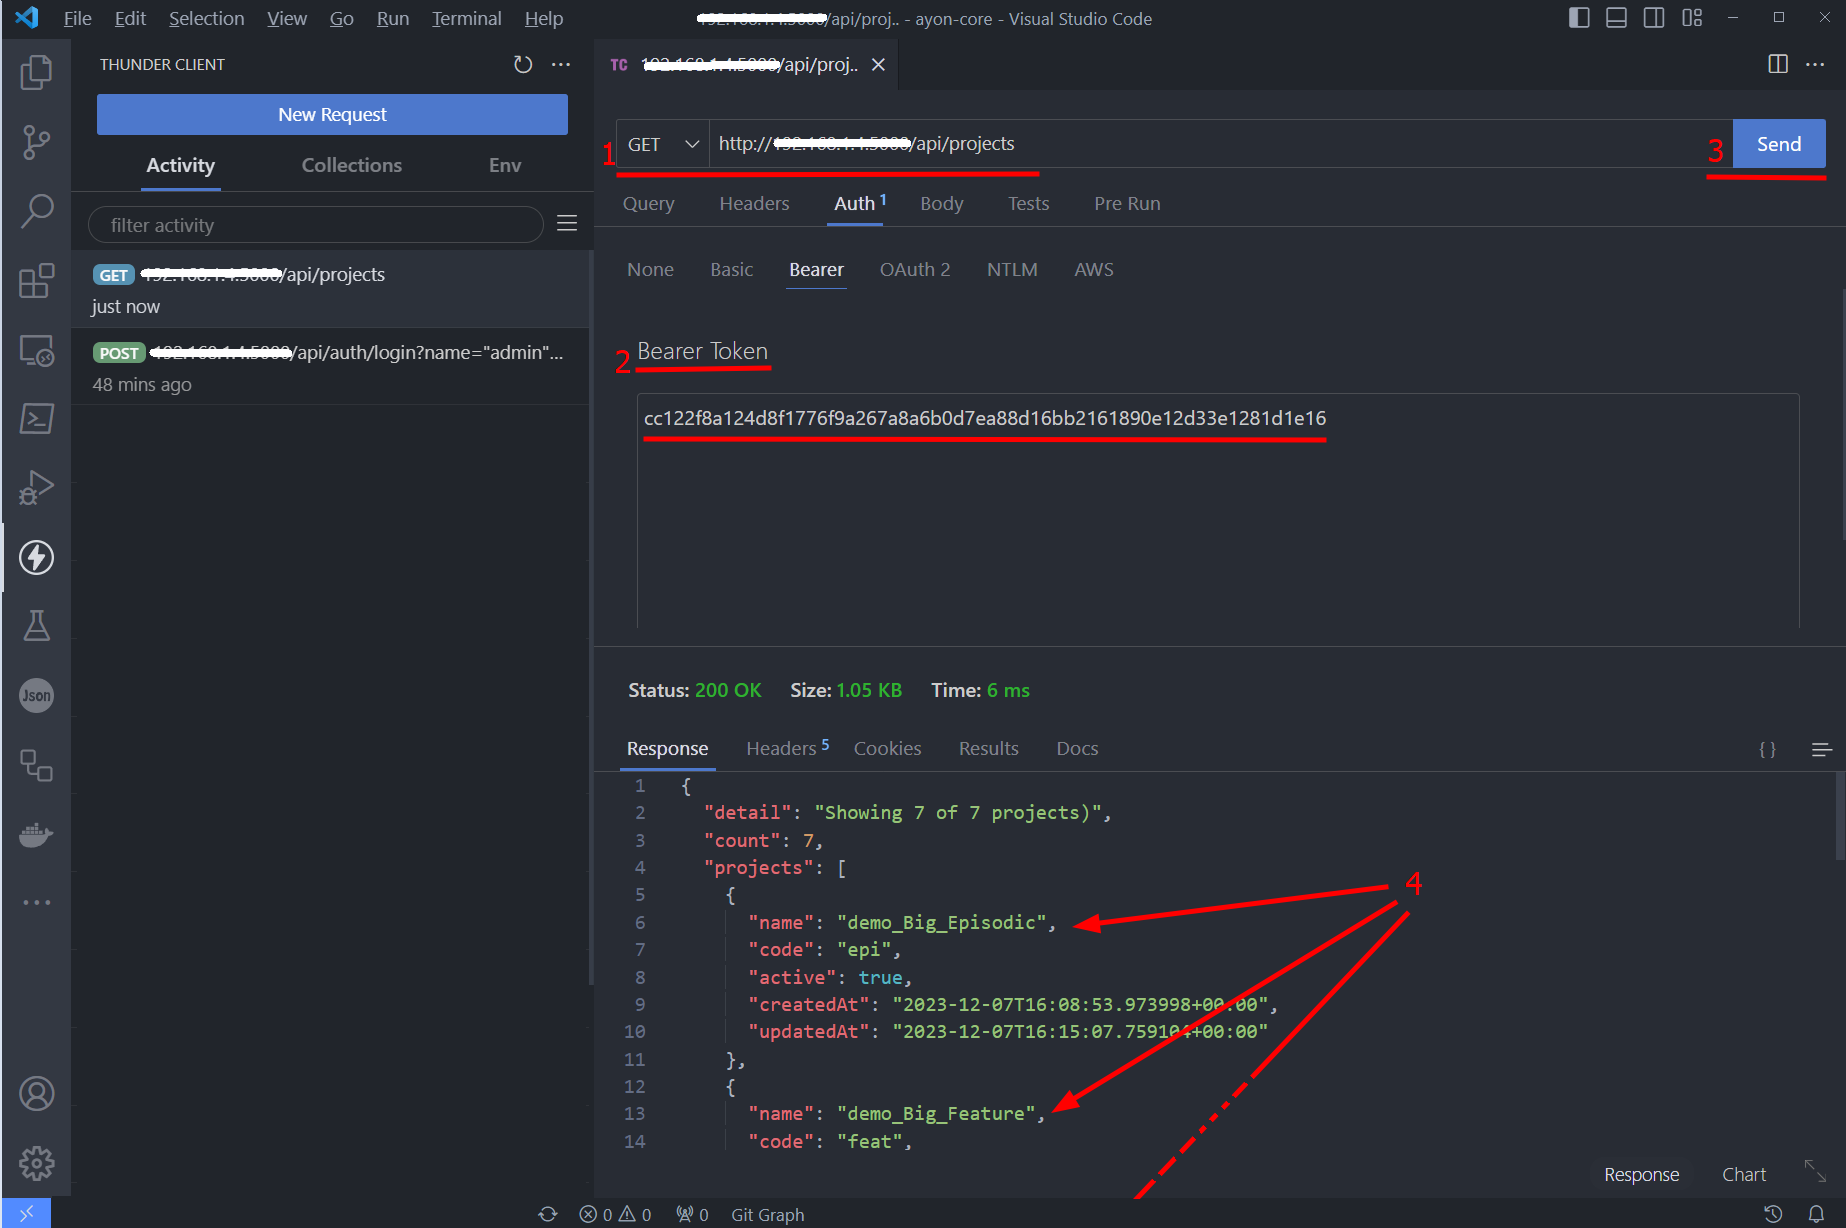 File Edit Selection View Go Run Terminal Help
/api/proj.. - ayon-core - Visual Studio Code
THUNDER CLIENT
New Request
Activity Collections Env
filter activity
GET /api/projects
just now
POST /api/auth/login?name="admin"...
48 mins ago
Json
TC /api/proj..
1 GET http:// /api/projects 3 Send
Query Headers Auth 1 Body Tests Pre Run
None Basic Bearer OAuth 2 NTLM AWS
2 Bearer Token
cc122f8a124d8f1776f9a267a8a6b0d7ea88d16bb2161890e12d33e1281d1e16
Status: 200 OK Size: 1.05 KB Time: 6 ms
Response Headers 5 Cookies Results Docs { }
1 {
2 "detail": "Showing 7 of 7 projects)",
3 "count": 7,
4 "projects": [
4
5 {
6 "name": "demo_Big_Episodic",
7 "code": "epi",
8 "active": true,
9 "createdAt": "2023-12-07T16:08:53.973998+00:00",
10 "updatedAt": "2023-12-07T16:15:07.759104+00:00"
11 },
12 {
13 "name": "demo_Big_Feature",
14 "code": "feat",
Response Chart
0 0 0 Git Graph